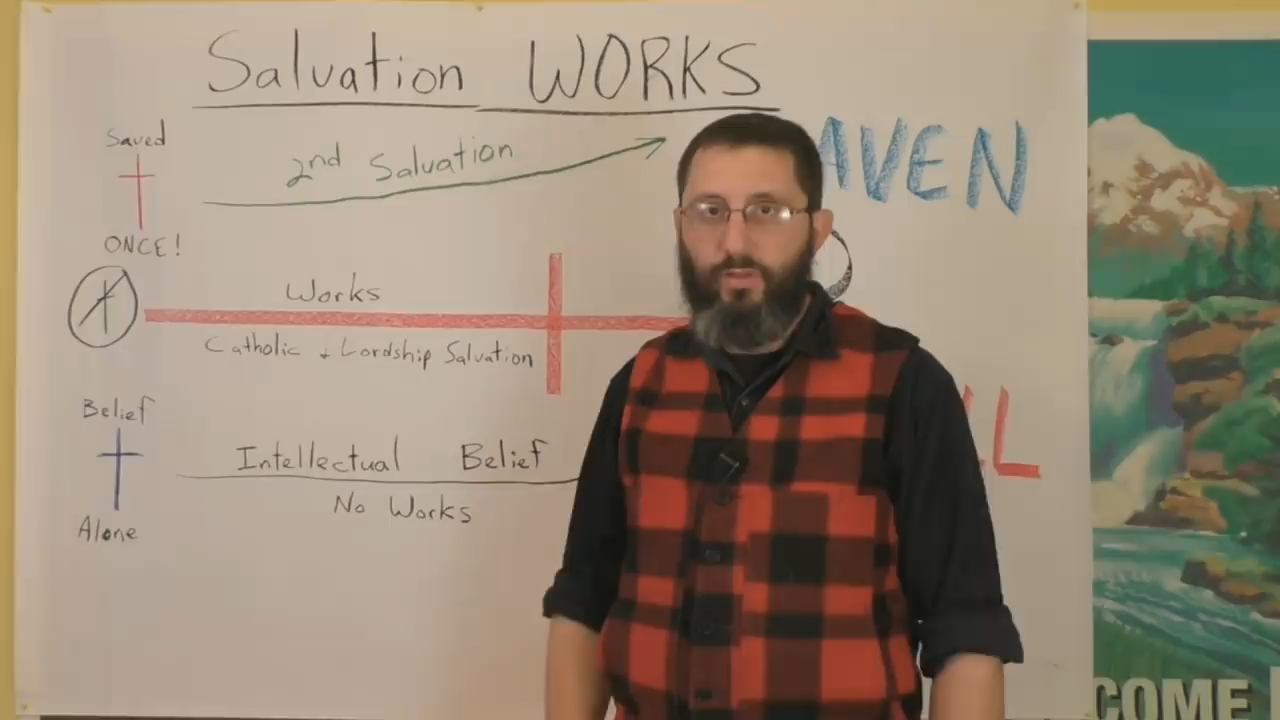 Salvation WORKS
Saved
2nd Salvation
AVEN
ONCE!
Works
Catholic + Lordship Salvation
Belief
Intellectual Belief
No Works
Alone
COME